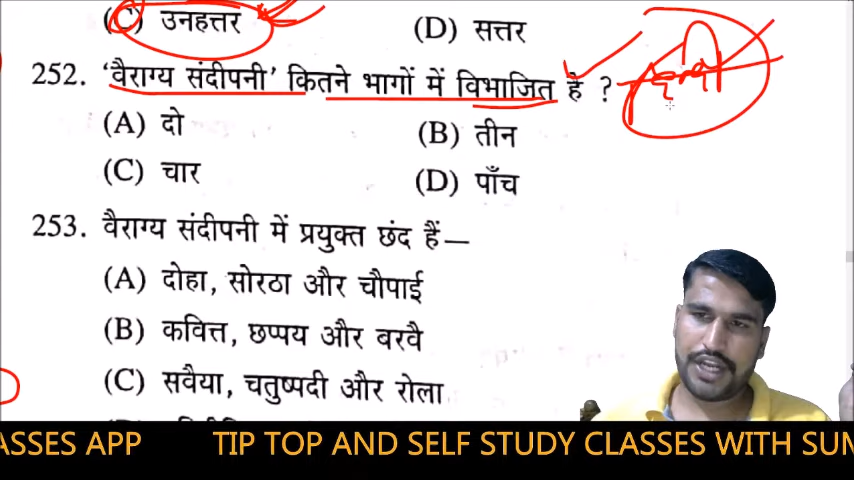 (C) उनहत्तर (D) सत्तर
252. ‘वैराग्य संदीपनी’ कितने भागों में विभाजित है ?
(A) दो (B) तीन
(C) चार (D) पाँच
253. वैराग्य संदीपनी में प्रयुक्त छंद हैं—
(A) दोहा, सोरठा और चौपाई
(B) कवित्त, छप्पय और बरवै
(C) सवैया, चतुष्पदी और रोला
ASSES APP TIP TOP AND SELF STUDY CLASSES WITH SUM